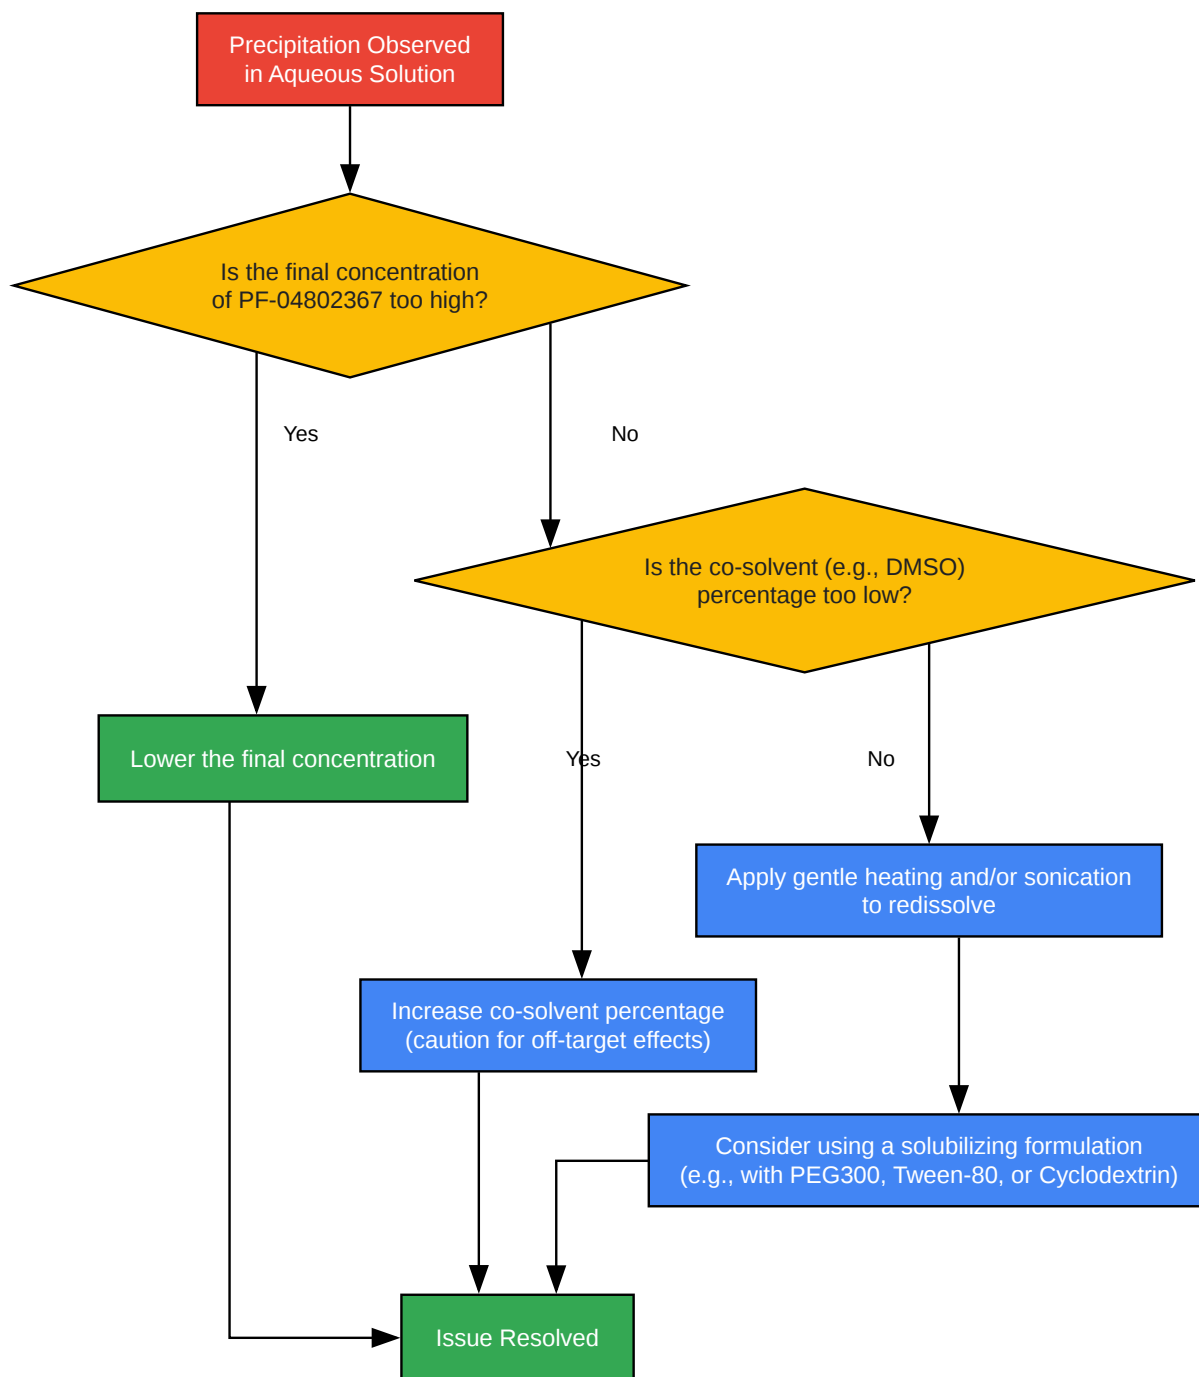 Precipitation Observed
in Aqueous Solution
Is the final concentration
of PF-04802367 too high?
Yes
No
Is the co-solvent (e.g., DMSO)
percentage too low?
Lower the final concentration
Yes
No
Apply gentle heating and/or sonication
to redissolve
Increase co-solvent percentage
(caution for off-target effects)
Consider using a solubilizing formulation
(e.g., with PEG300, Tween-80, or Cyclodextrin)
Issue Resolved